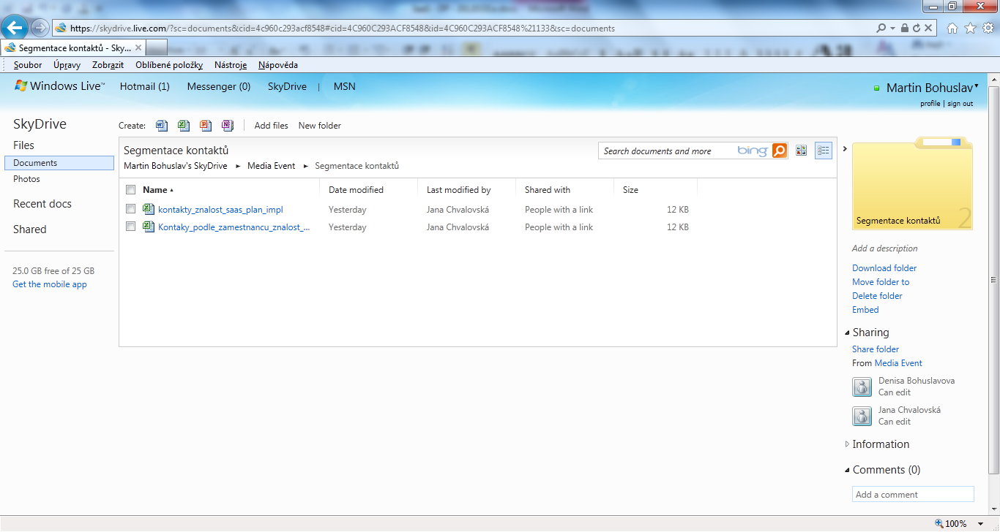 https://skydrive.live.com/?sc=documents&cid=4c960c293acf8548#cid=4C960C293ACF8548&id=4C960C293ACF8548%21133&sc=documents
Segmentace kontaktů - Sky...
Soubor Úpravy Zobrazit Oblíbené položky Nástroje Nápověda
Windows Live™ Hotmail (1) Messenger (0) SkyDrive | MSN
Martin Bohuslav
profile | sign out
SkyDrive
Files
Documents
Photos
Recent docs
Shared
25.0 GB free of 25 GB
Get the mobile app
Create: Add files New folder
Segmentace kontaktů
Search documents and more bing
Martin Bohuslav's SkyDrive ► Media Event ► Segmentace kontaktů
Name Date modified Last modified by Shared with Size
kontakty_znalost_saas_plan_impl Yesterday Jana Chvalovská People with a link 12 KB
Kontaky_podle_zamestnancu_znalost_... Yesterday Jana Chvalovská People with a link 12 KB
Segmentace kontaktů 2
Add a description
Download folder
Move folder to
Delete folder
Embed
Sharing
Share folder
From Media Event
Denisa Bohuslavova
Can edit
Jana Chvalovská
Can edit
Information
Comments (0)
Add a comment
100%